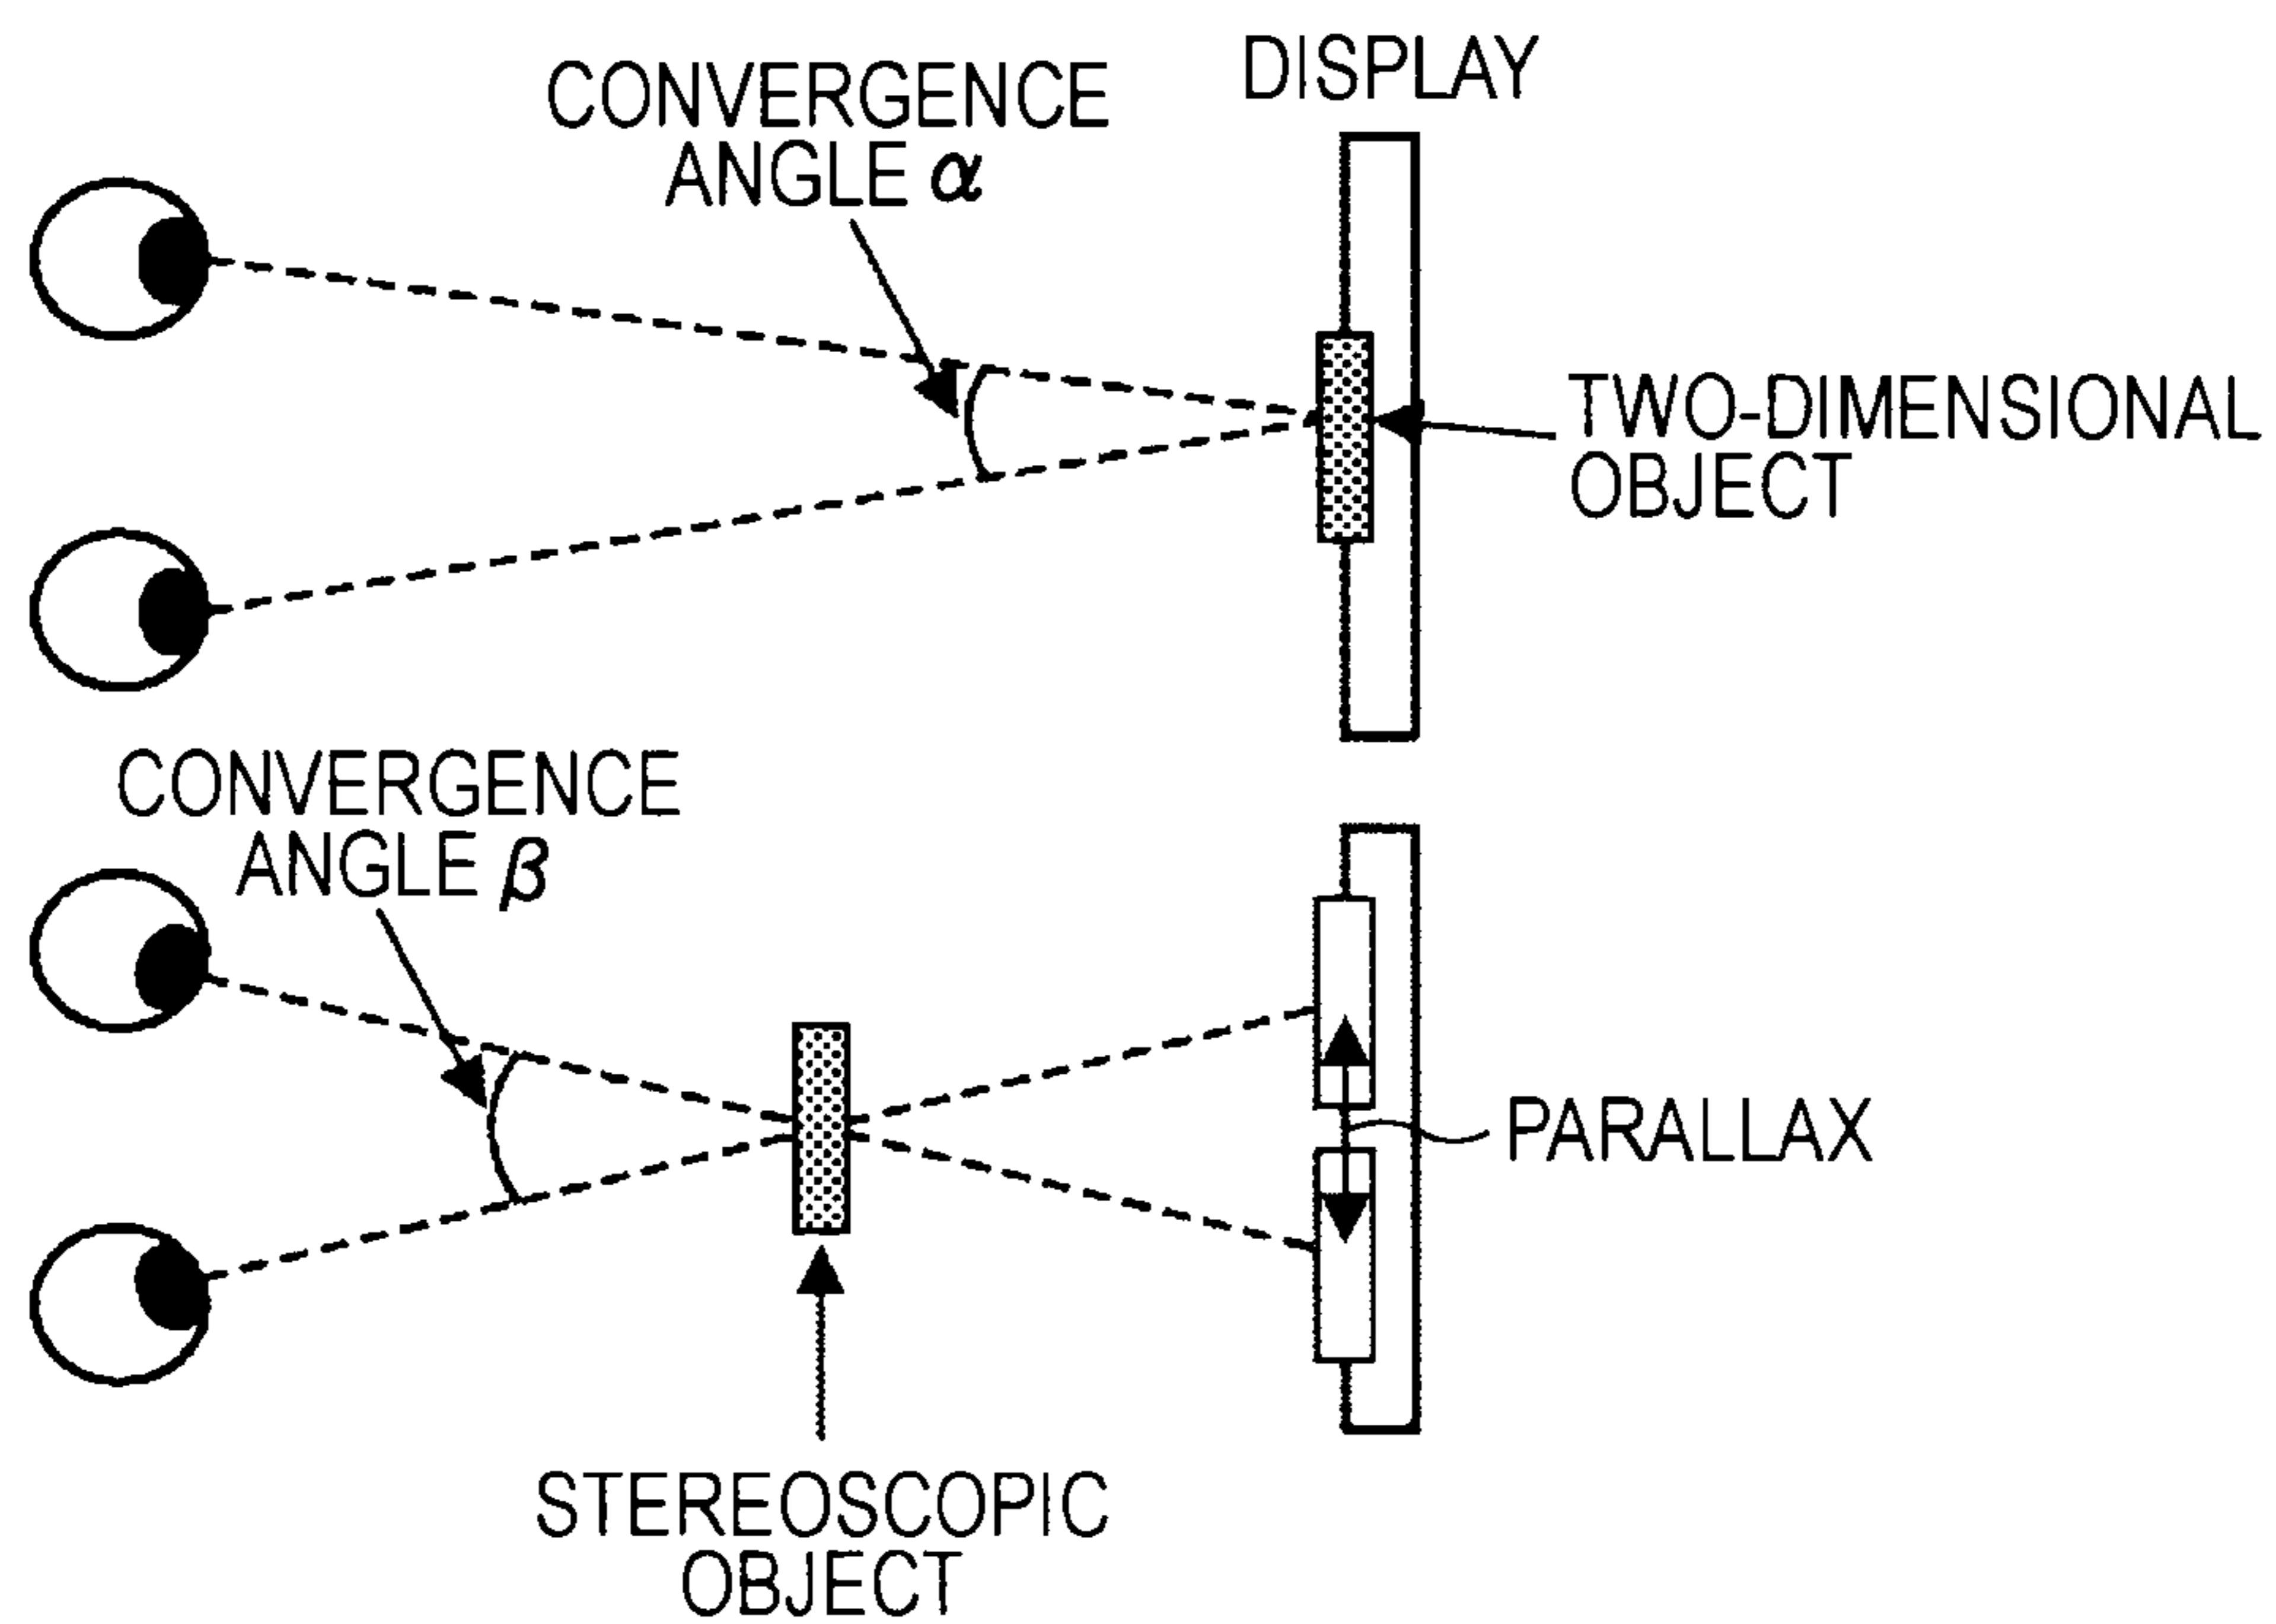 DISPLAY
CONVERGENCE
ANGLE α
TWO-DIMENSIONAL
OBJECT
CONVERGENCE
ANGLE β
PARALLAX
STEREOSCOPIC
OBJECT